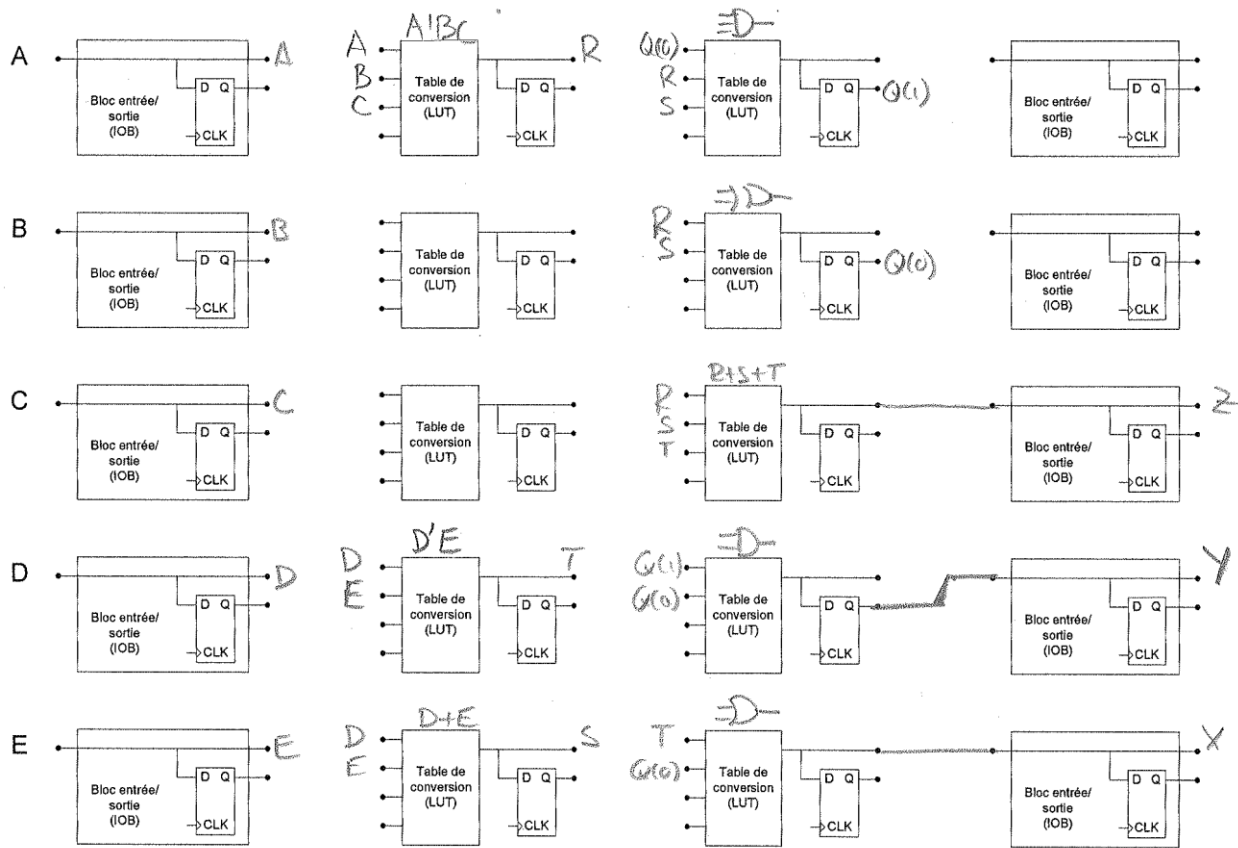 A
Bloc entrée/
sortie
(IOB)
D Q
CLK
A
A
B
C
Table de
conversion
(LUT)
D Q
CLK
R
Q(0)
R
S
Table de
conversion
(LUT)
D Q
CLK
Q(1)
Bloc entrée/
sortie
(IOB)
D Q
CLK
B
Bloc entrée/
sortie
(IOB)
D Q
CLK
B
Table de
conversion
(LUT)
D Q
CLK
R
S
Table de
conversion
(LUT)
D Q
CLK
Q(0)
Bloc entrée/
sortie
(IOB)
D Q
CLK
C
Bloc entrée/
sortie
(IOB)
D Q
CLK
C
Table de
conversion
(LUT)
D Q
CLK
R+S+T
R
S
T
Table de
conversion
(LUT)
D Q
CLK
Bloc entrée/
sortie
(IOB)
D Q
CLK
Z
D
Bloc entrée/
sortie
(IOB)
D Q
CLK
D
D'E
D
E
Table de
conversion
(LUT)
D Q
CLK
T
Q(1)
Q(0)
Table de
conversion
(LUT)
D Q
CLK
Bloc entrée/
sortie
(IOB)
D Q
CLK
Y
E
Bloc entrée/
sortie
(IOB)
D Q
CLK
E
D+E
D
E
Table de
conversion
(LUT)
D Q
CLK
S
T
Q(0)
Table de
conversion
(LUT)
D Q
CLK
Bloc entrée/
sortie
(IOB)
D Q
CLK
X